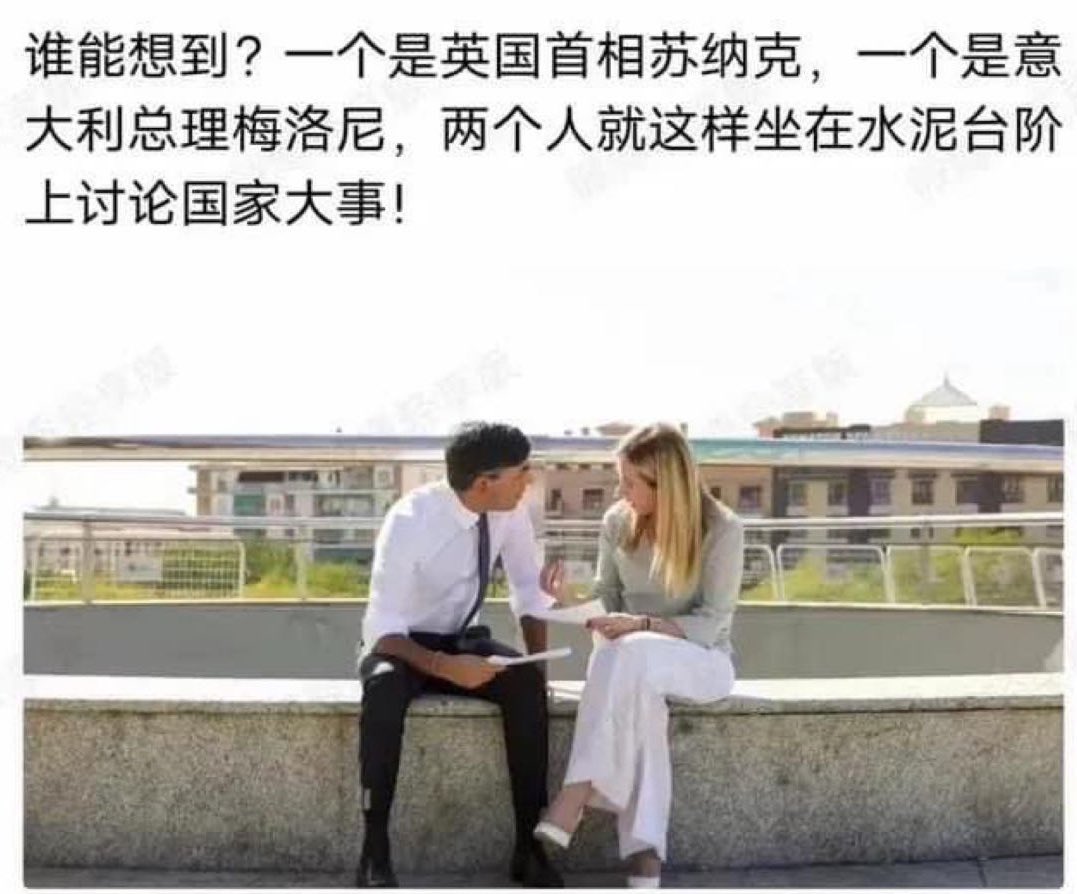 谁能想到？一个是英国首相苏纳克，一个是意
大利总理梅洛尼，两个人就这样坐在水泥台阶
上讨论国家大事！